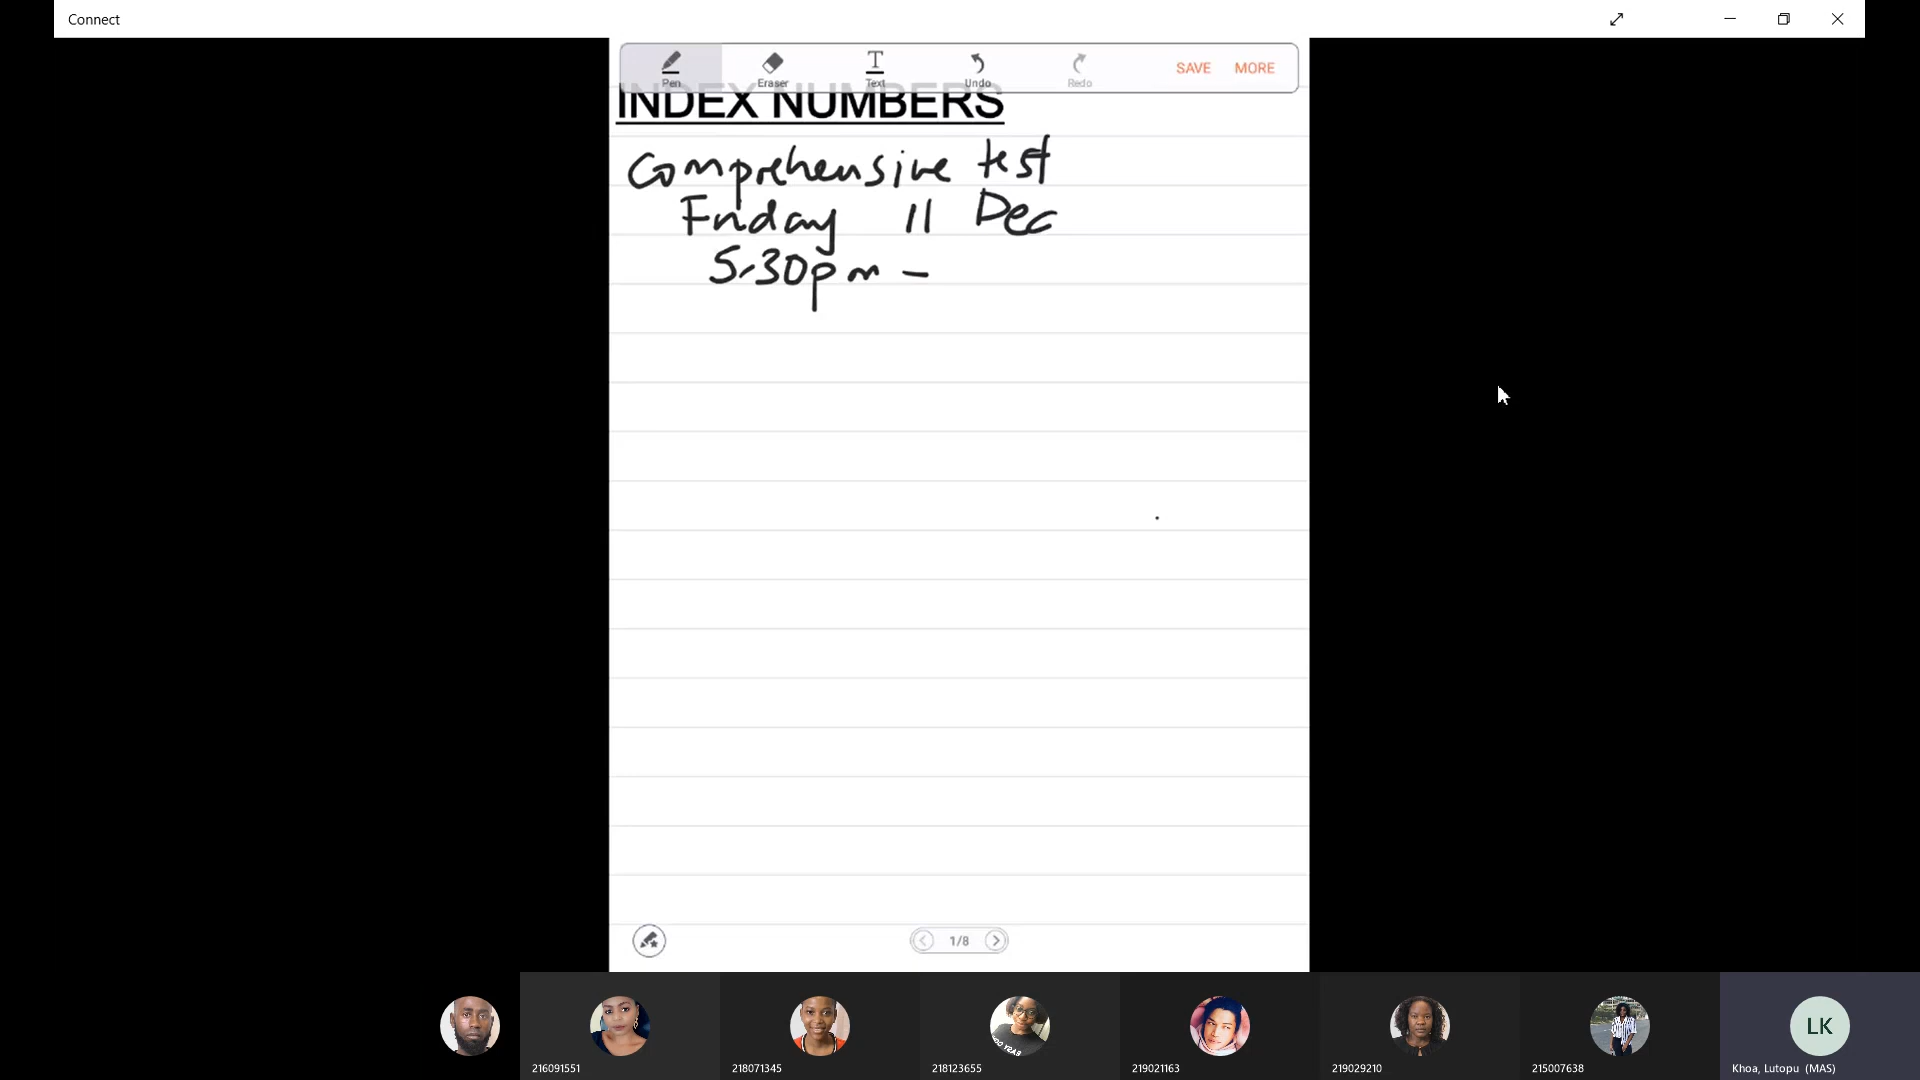 Connect
Pen Eraser Text Undo Redo SAVE MORE
INDEX NUMBERS
Comprehensive test
Friday 11 Dec
5.30pm –
1/8
BABY
216091551 218071345 218123655 219021163 219029210 215007638 Khoa, Lutopu (MAS)
LK